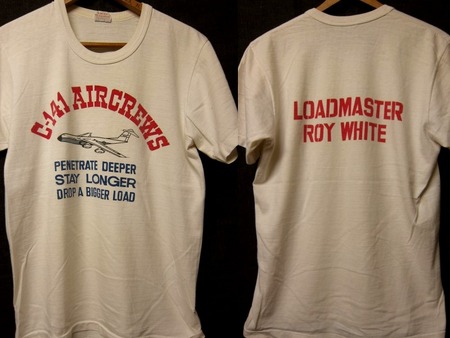 C-141 AIRCREWS
PENETRATE DEEPER
STAY LONGER
DROP A BIGGER LOAD
LOADMASTER
ROY WHITE